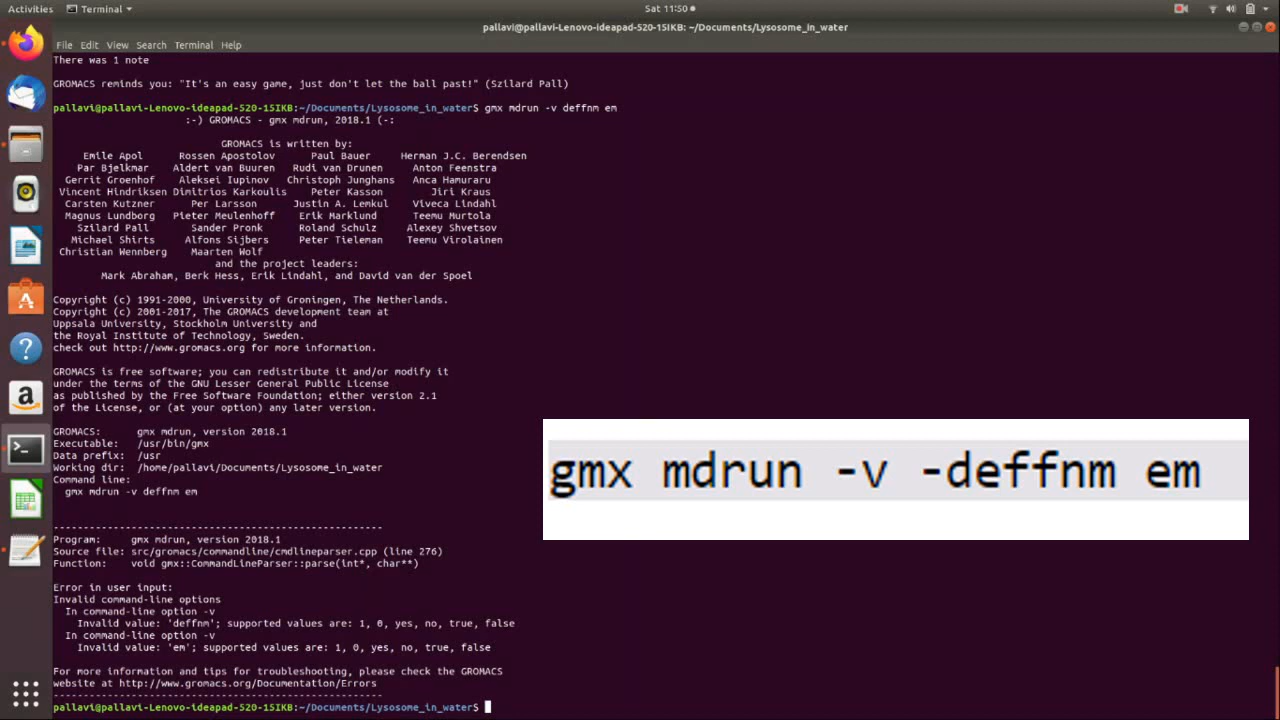 Activities Terminal Sat 11:50
pallavi@pallavi-Lenovo-ideapad-520-15IKB: ~/Documents/Lysosome_in_water
File Edit View Search Terminal Help
There was 1 note
GROMACS reminds you: "It's an easy game, just don't let the ball past!" (Szilard Pall)
pallavi@pallavi-Lenovo-ideapad-520-15IKB:~/Documents/Lysosome_in_water$ gmx mdrun -v deffnm em
:-) GROMACS - gmx mdrun, 2018.1 (-:
GROMACS is written by:
Emile Apol Rossen Apostolov Paul Bauer Herman J.C. Berendsen
Par Bjelkmar Aldert van Buuren Rudi van Drunen Anton Feenstra
Gerrit Groenhof Aleksei Iupinov Christoph Junghans Anca Hamuraru
Vincent Hindriksen Dimitrios Karkoulis Peter Kasson Jiri Kraus
Carsten Kutzner Per Larsson Justin A. Lemkul Viveca Lindahl
Magnus Lundborg Pieter Meulenhoff Erik Marklund Teemu Murtola
Szilard Pall Sander Pronk Roland Schulz Alexey Shvetsov
Michael Shirts Alfons Sijbers Peter Tieleman Teemu Virolainen
Christian Wennberg Maarten Wolf
and the project leaders:
Mark Abraham, Berk Hess, Erik Lindahl, and David van der Spoel
Copyright (c) 1991-2000, University of Groningen, The Netherlands.
Copyright (c) 2001-2017, The GROMACS development team at
Uppsala University, Stockholm University and
the Royal Institute of Technology, Sweden.
check out http://www.gromacs.org for more information.
GROMACS is free software; you can redistribute it and/or modify it
under the terms of the GNU Lesser General Public License
as published by the Free Software Foundation; either version 2.1
of the License, or (at your option) any later version.
GROMACS: gmx mdrun, version 2018.1
Executable: /usr/bin/gmx
Data prefix: /usr
Working dir: /home/pallavi/Documents/Lysosome_in_water
Command line:
gmx mdrun -v deffnm em
gmx mdrun -v -deffnm em
-------------------------------------------------------
Program: gmx mdrun, version 2018.1
Source file: src/gromacs/commandline/cmdlineparser.cpp (line 276)
Function: void gmx::CommandLineParser::parse(int*, char**)
Error in user input:
Invalid command-line options
In command-line option -v
Invalid value: 'deffnm'; supported values are: 1, 0, yes, no, true, false
In command-line option -v
Invalid value: 'em'; supported values are: 1, 0, yes, no, true, false
For more information and tips for troubleshooting, please check the GROMACS
website at http://www.gromacs.org/Documentation/Errors
-------------------------------------------------------
pallavi@pallavi-Lenovo-ideapad-520-15IKB:~/Documents/Lysosome_in_water$